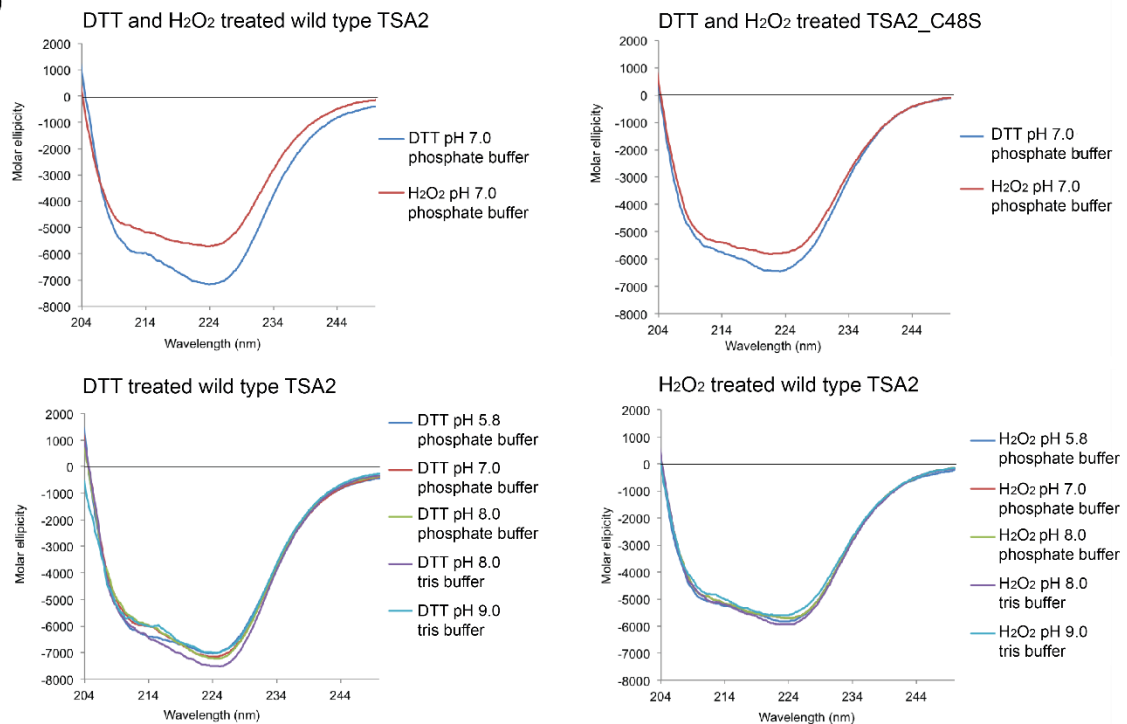 DTT and H2O2 treated wild type TSA2
2000
1000
0
-1000
-2000
-3000
-4000
-5000
-6000
-7000
-8000
Molar ellipicity
204
214
224
234
244
Wavelength (nm)
DTT pH 7.0
phosphate buffer
H2O2 pH 7.0
phosphate buffer
DTT and H2O2 treated TSA2_C48S
2000
1000
0
-1000
-2000
-3000
-4000
-5000
-6000
-7000
-8000
Molar ellipicity
204
214
224
234
244
Wavelength (nm)
DTT pH 7.0
phosphate buffer
H2O2 pH 7.0
phosphate buffer
DTT treated wild type TSA2
2000
1000
0
-1000
-2000
-3000
-4000
-5000
-6000
-7000
-8000
Molar ellipicity
204
214
224
234
244
Wavelength (nm)
DTT pH 5.8
phosphate buffer
DTT pH 7.0
phosphate buffer
DTT pH 8.0
phosphate buffer
DTT pH 8.0
tris buffer
DTT pH 9.0
tris buffer
H2O2 treated wild type TSA2
2000
1000
0
-1000
-2000
-3000
-4000
-5000
-6000
-7000
-8000
Molar ellipicity
204
214
224
234
244
Wavelength (nm)
H2O2 pH 5.8
phosphate buffer
H2O2 pH 7.0
phosphate buffer
H2O2 pH 8.0
phosphate buffer
H2O2 pH 8.0
tris buffer
H2O2 pH 9.0
tris buffer